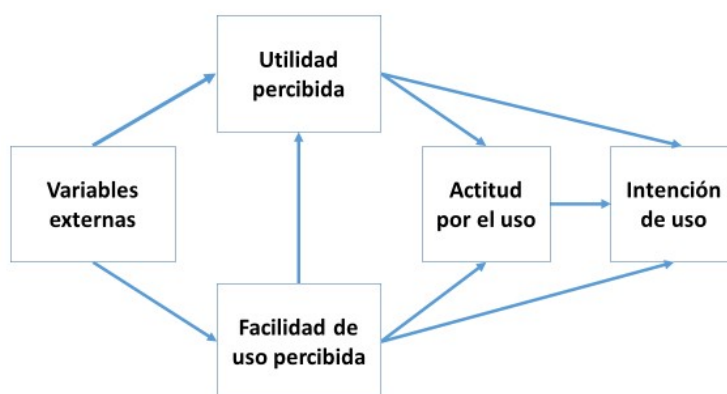 Utilidad
percibida
Variables
externas
Actitud
por el uso
Intención
de uso
Facilidad de
uso percibida